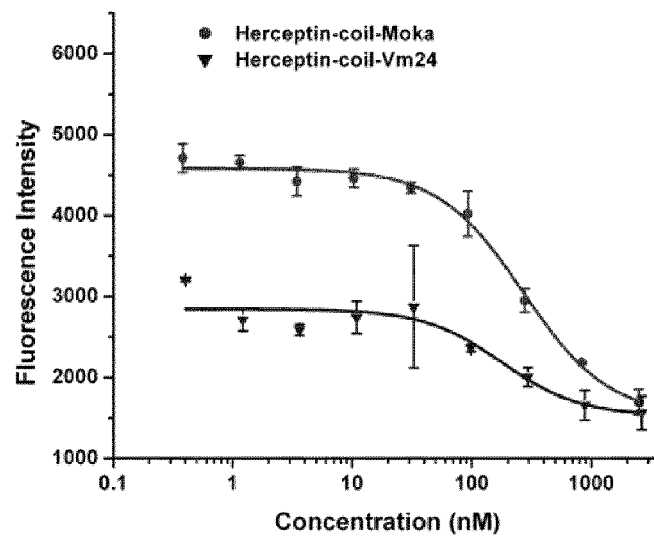 Herceptin-coil-Moka
Herceptin-coil-Vm24
6000
5000
4000
3000
2000
1000
Fluorescence Intensity
0.1 1 10 100 1000
Concentration (nM)